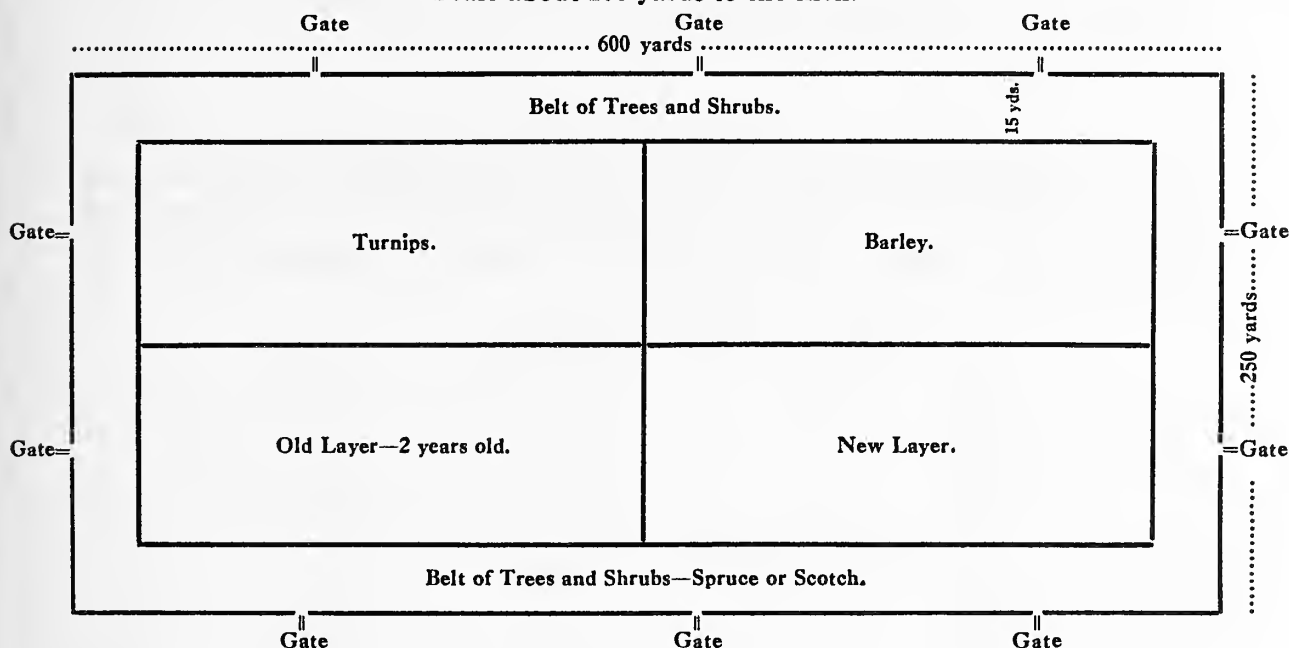 Gate Gate Gate
600 yards
Belt of Trees and Shrubs.
15 yds.
Gate Turnips. Barley. Gate
250 yards
Gate Old Layer—2 years old. New Layer. Gate
Belt of Trees and Shrubs—Spruce or Scotch.
Gate Gate Gate